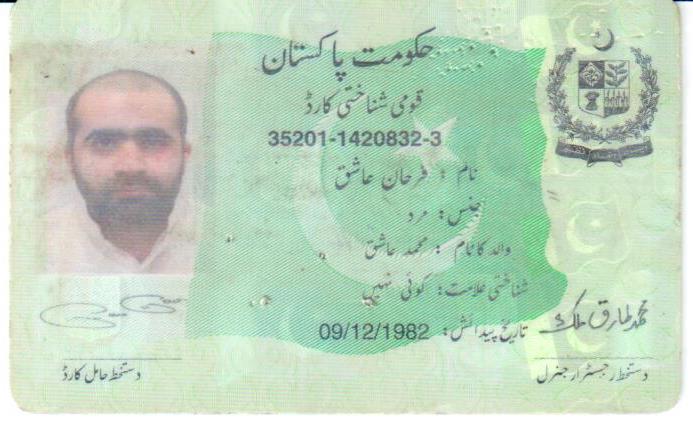 حکومت پاکستان
قومی شناختی کارڈ
35201-1420832-3
نام : فرحان عاشق
جنس: مرد
والد کا نام : محمد عاشق
شناختی علامت: کوئی نہیں
تاریخ پیدائش: 09/12/1982
محمد طارق ملک
دستخط رجسٹرار جنرل
دستخط حامل کارڈ